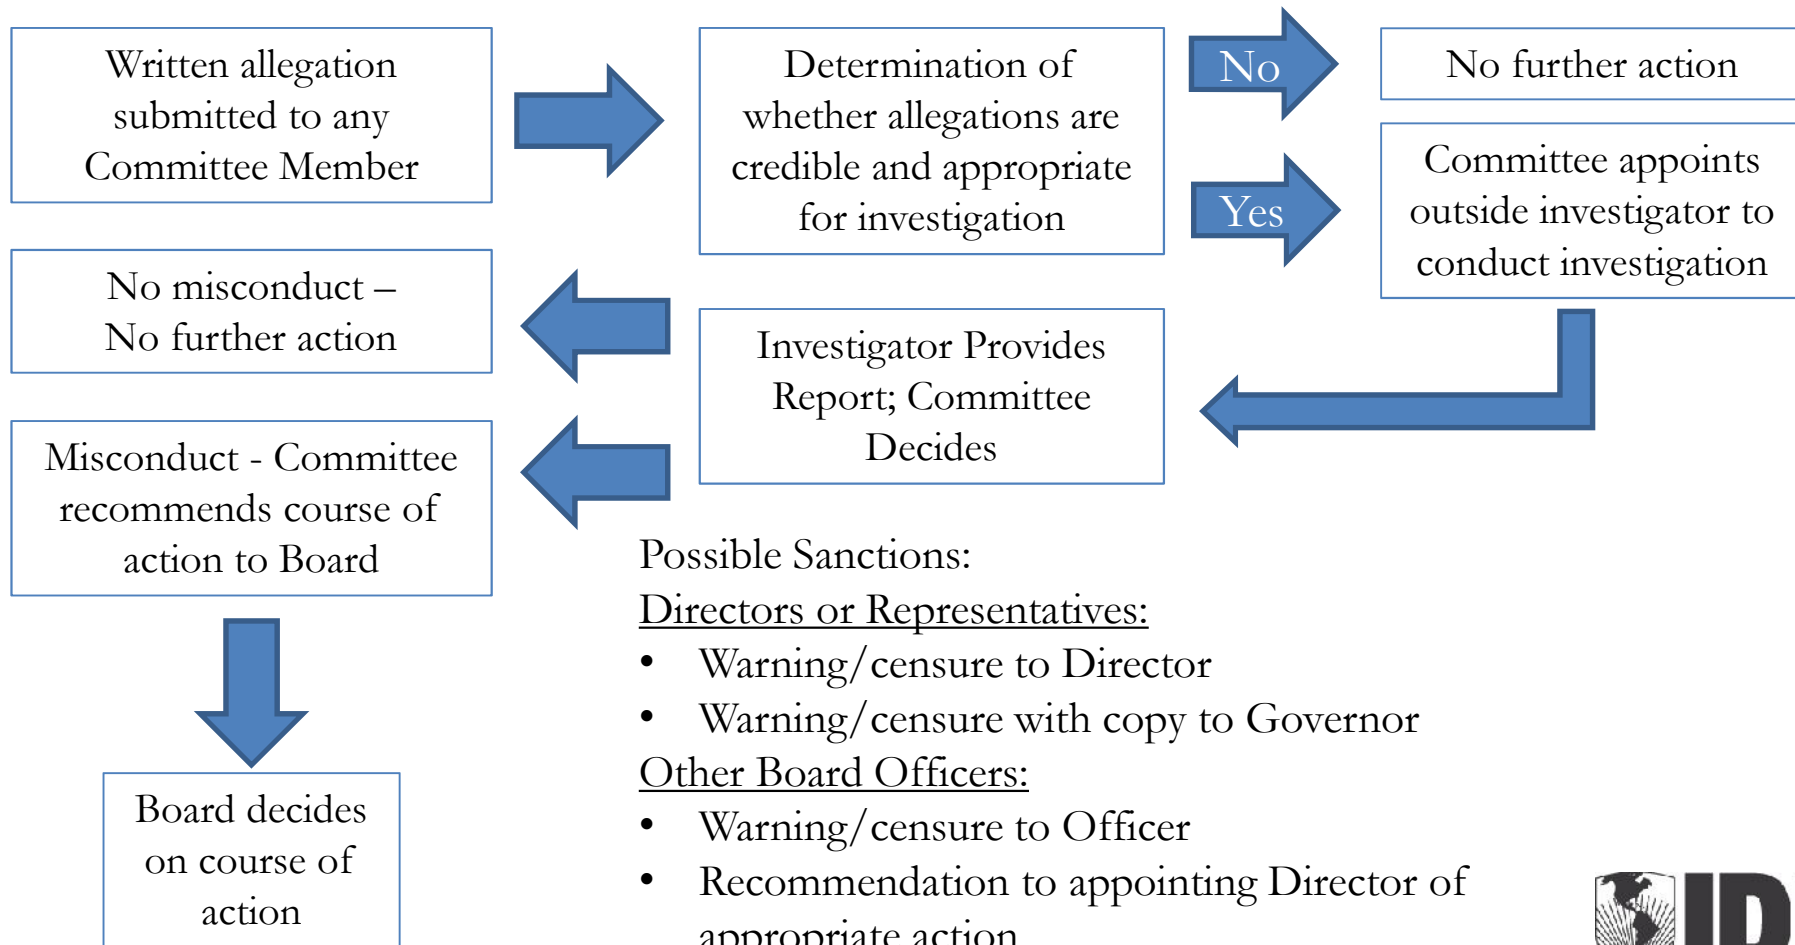 Written allegation
submitted to any
Committee Member
Determination of
whether allegations are
credible and appropriate
for investigation
No
No further action
Yes
Committee appoints
outside investigator to
conduct investigation
No misconduct –
No further action
Investigator Provides
Report; Committee
Decides
Misconduct - Committee
recommends course of
action to Board
Board decides
on course of
action
Possible Sanctions:
Directors or Representatives:
• Warning/censure to Director
• Warning/censure with copy to Governor
Other Board Officers:
• Warning/censure to Officer
• Recommendation to appointing Director of
appropriate action
ID